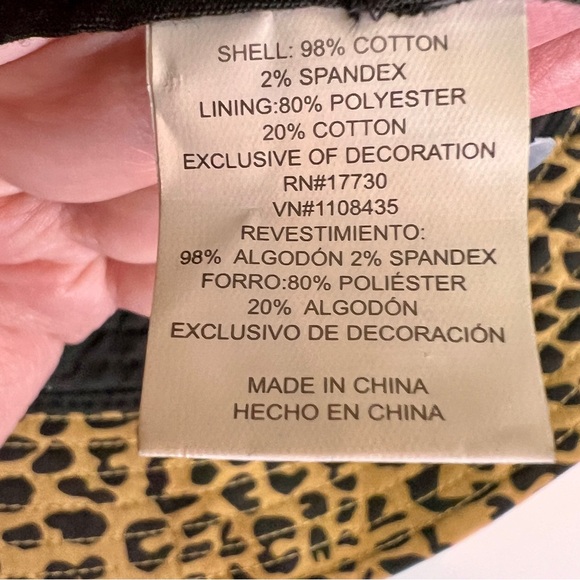 SHELL: 98% COTTON
2% SPANDEX
LINING:80% POLYESTER
20% COTTON
EXCLUSIVE OF DECORATION
RN#17730
VN#1108435
REVESTIMIENTO:
98% ALGODÓN 2% SPANDEX
FORRO:80% POLIÉSTER
20% ALGODÓN
EXCLUSIVO DE DECORACIÓN
MADE IN CHINA
HECHO EN CHINA